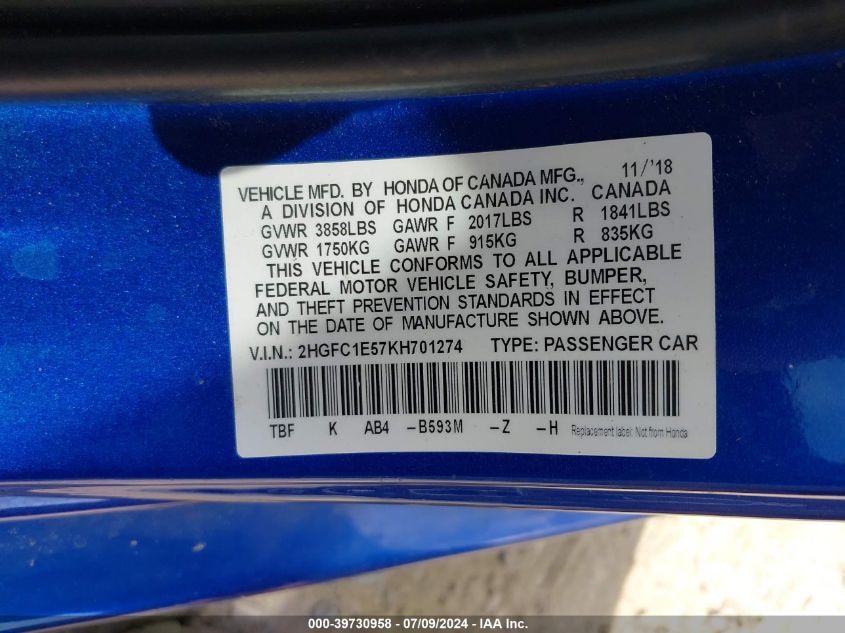 VEHICLE MFD. BY HONDA OF CANADA MFG., 11/'18
A DIVISION OF HONDA CANADA INC. CANADA
GVWR 3858LBS GAWR F 2017LBS R 1841LBS
GVWR 1750KG GAWR F 915KG R 835KG
THIS VEHICLE CONFORMS TO ALL APPLICABLE
FEDERAL MOTOR VEHICLE SAFETY, BUMPER,
AND THEFT PREVENTION STANDARDS IN EFFECT
ON THE DATE OF MANUFACTURE SHOWN ABOVE.
V.I.N.: 2HGFC1E57KH701274 TYPE: PASSENGER CAR
TBF K AB4 -B593M -Z -H Replacement label: Not from Honda
000-39730958 - 07/09/2024 - IAA Inc.